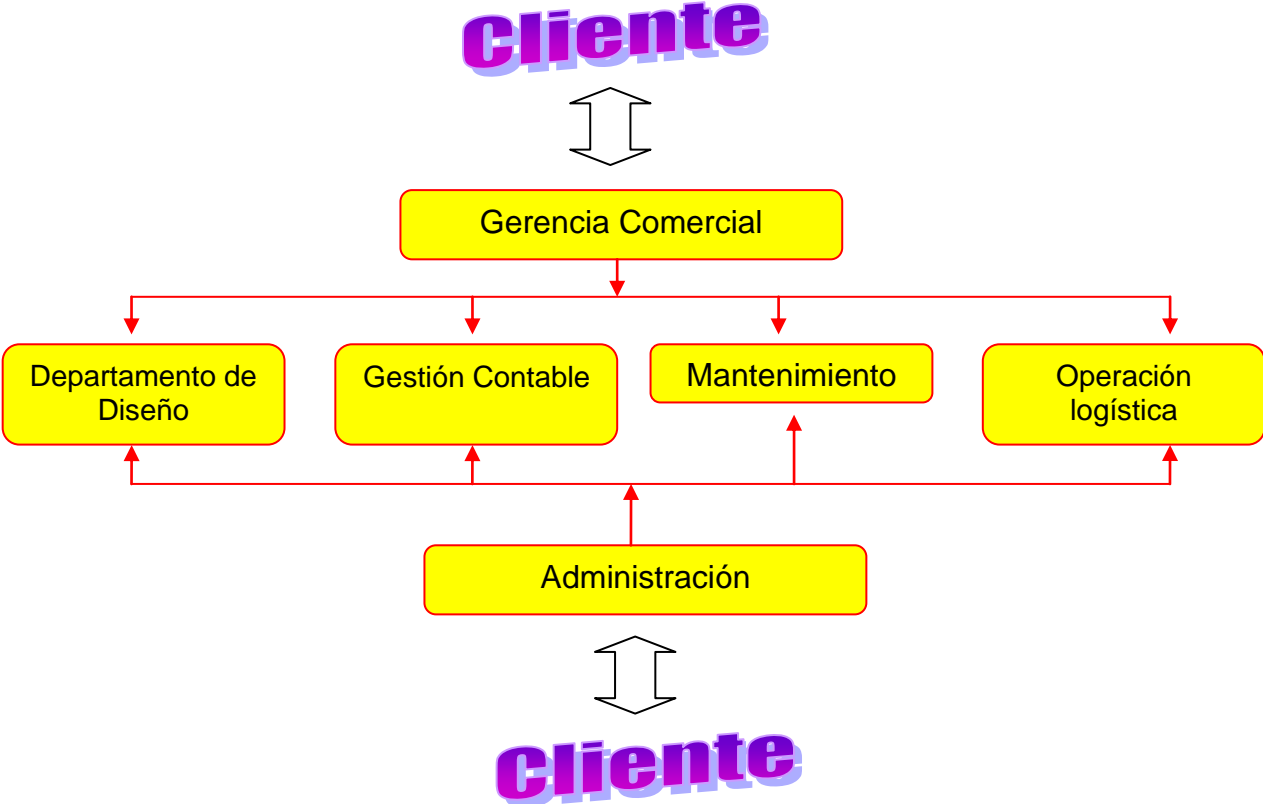 Cliente
Gerencia Comercial
Departamento de
Diseño
Gestión Contable
Mantenimiento
Operación
logística
Administración
Cliente